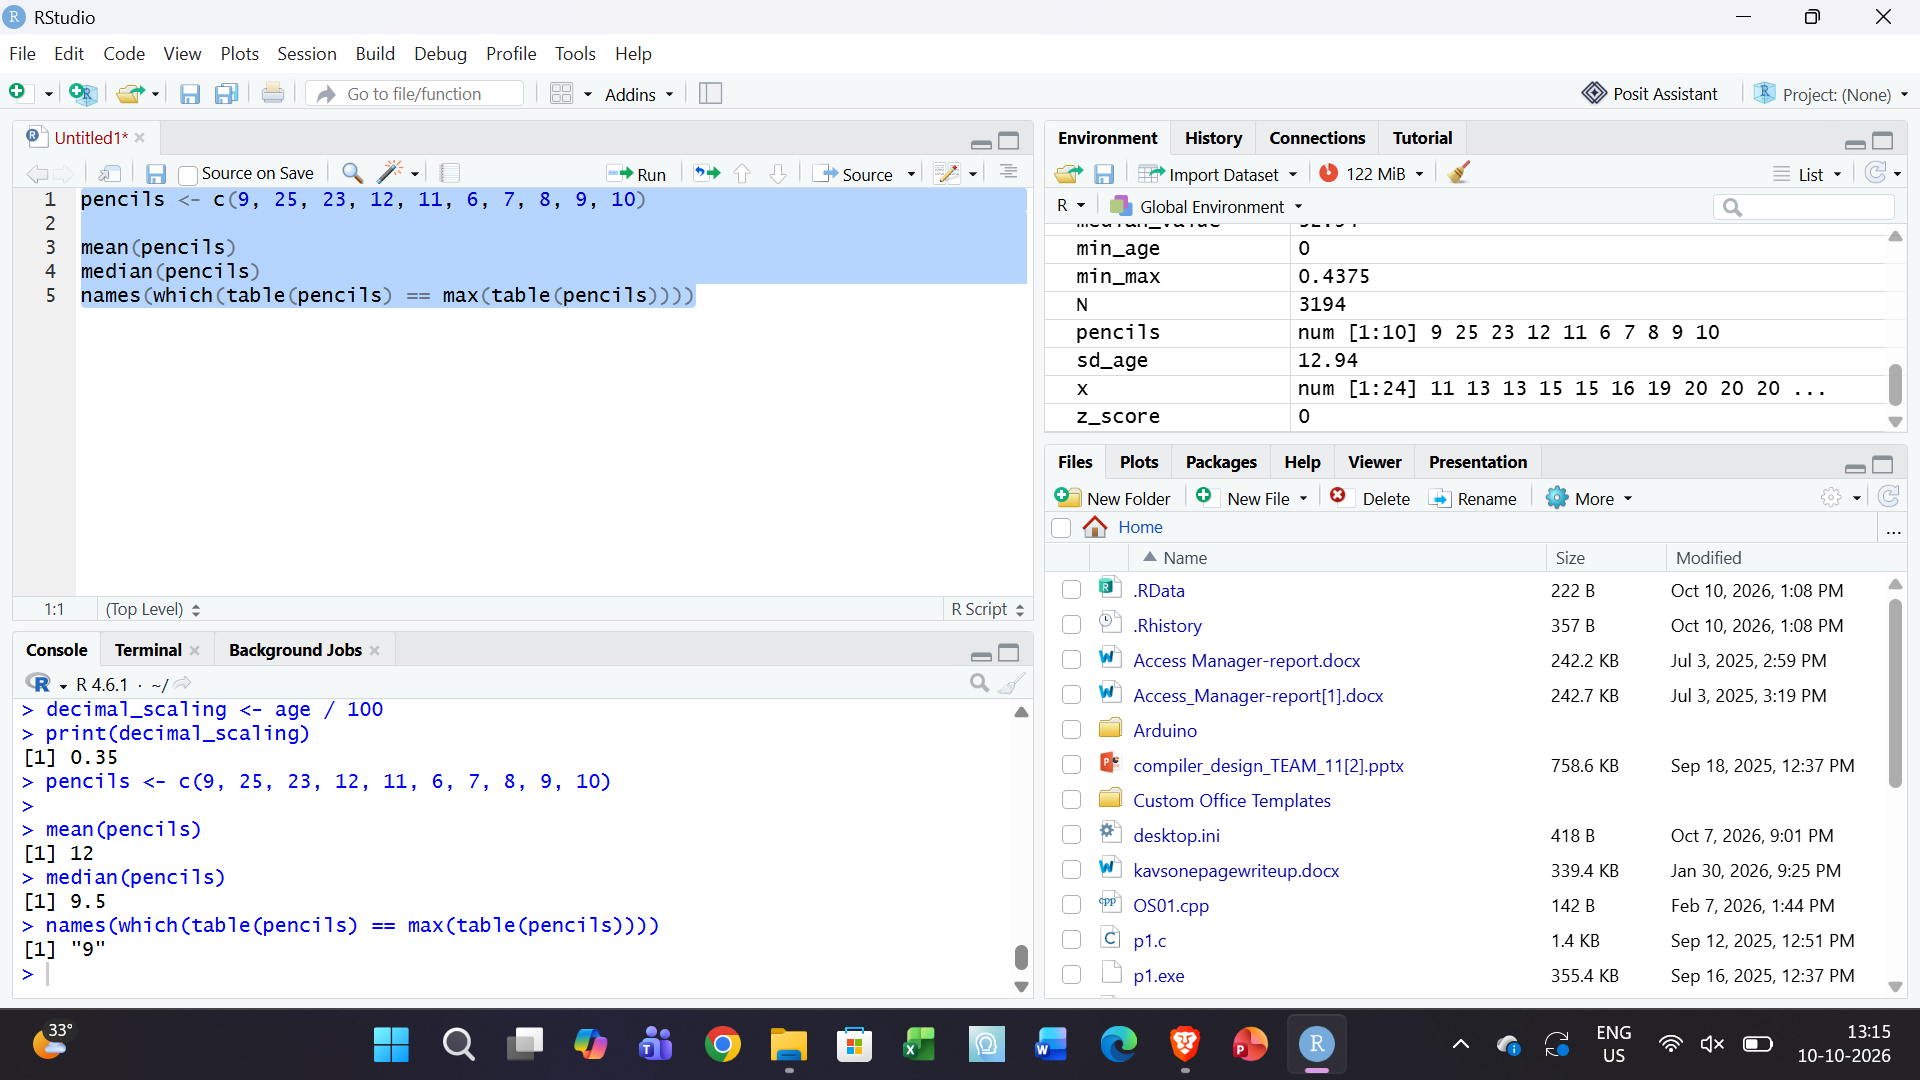 RStudio
File Edit Code View Plots Session Build Debug Profile Tools Help
Go to file/function Addins Posit Assistant Project: (None)
Untitled1*
Source on Save Run Source
1 pencils <- c(9, 25, 23, 12, 11, 6, 7, 8, 9, 10)
2
3 mean(pencils)
4 median(pencils)
5 names(which(table(pencils) == max(table(pencils))))
1:1 (Top Level) R Script
Console Terminal Background Jobs
R 4.6.1 · ~/
> decimal_scaling <- age / 100
> print(decimal_scaling)
[1] 0.35
> pencils <- c(9, 25, 23, 12, 11, 6, 7, 8, 9, 10)
>
> mean(pencils)
[1] 12
> median(pencils)
[1] 9.5
> names(which(table(pencils) == max(table(pencils))))
[1] "9"
>
Environment History Connections Tutorial
Import Dataset 122 MiB List
R Global Environment
min_age 0
min_max 0.4375
N 3194
pencils num [1:10] 9 25 23 12 11 6 7 8 9 10
sd_age 12.94
x num [1:24] 11 13 13 15 15 16 19 20 20 20 ...
z_score 0
Files Plots Packages Help Viewer Presentation
New Folder New File Delete Rename More
Home ...
Name Size Modified
.RData 222 B Oct 10, 2026, 1:08 PM
.Rhistory 357 B Oct 10, 2026, 1:08 PM
Access Manager-report.docx 242.2 KB Jul 3, 2025, 2:59 PM
Access_Manager-report[1].docx 242.7 KB Jul 3, 2025, 3:19 PM
Arduino
compiler_design_TEAM_11[2].pptx 758.6 KB Sep 18, 2025, 12:37 PM
Custom Office Templates
desktop.ini 418 B Oct 7, 2026, 9:01 PM
kavsonepagewriteup.docx 339.4 KB Jan 30, 2026, 9:25 PM
OS01.cpp 142 B Feb 7, 2026, 1:44 PM
p1.c 1.4 KB Sep 12, 2025, 12:51 PM
p1.exe 355.4 KB Sep 16, 2025, 12:37 PM
33°
ENG
US
13:15
10-10-2026